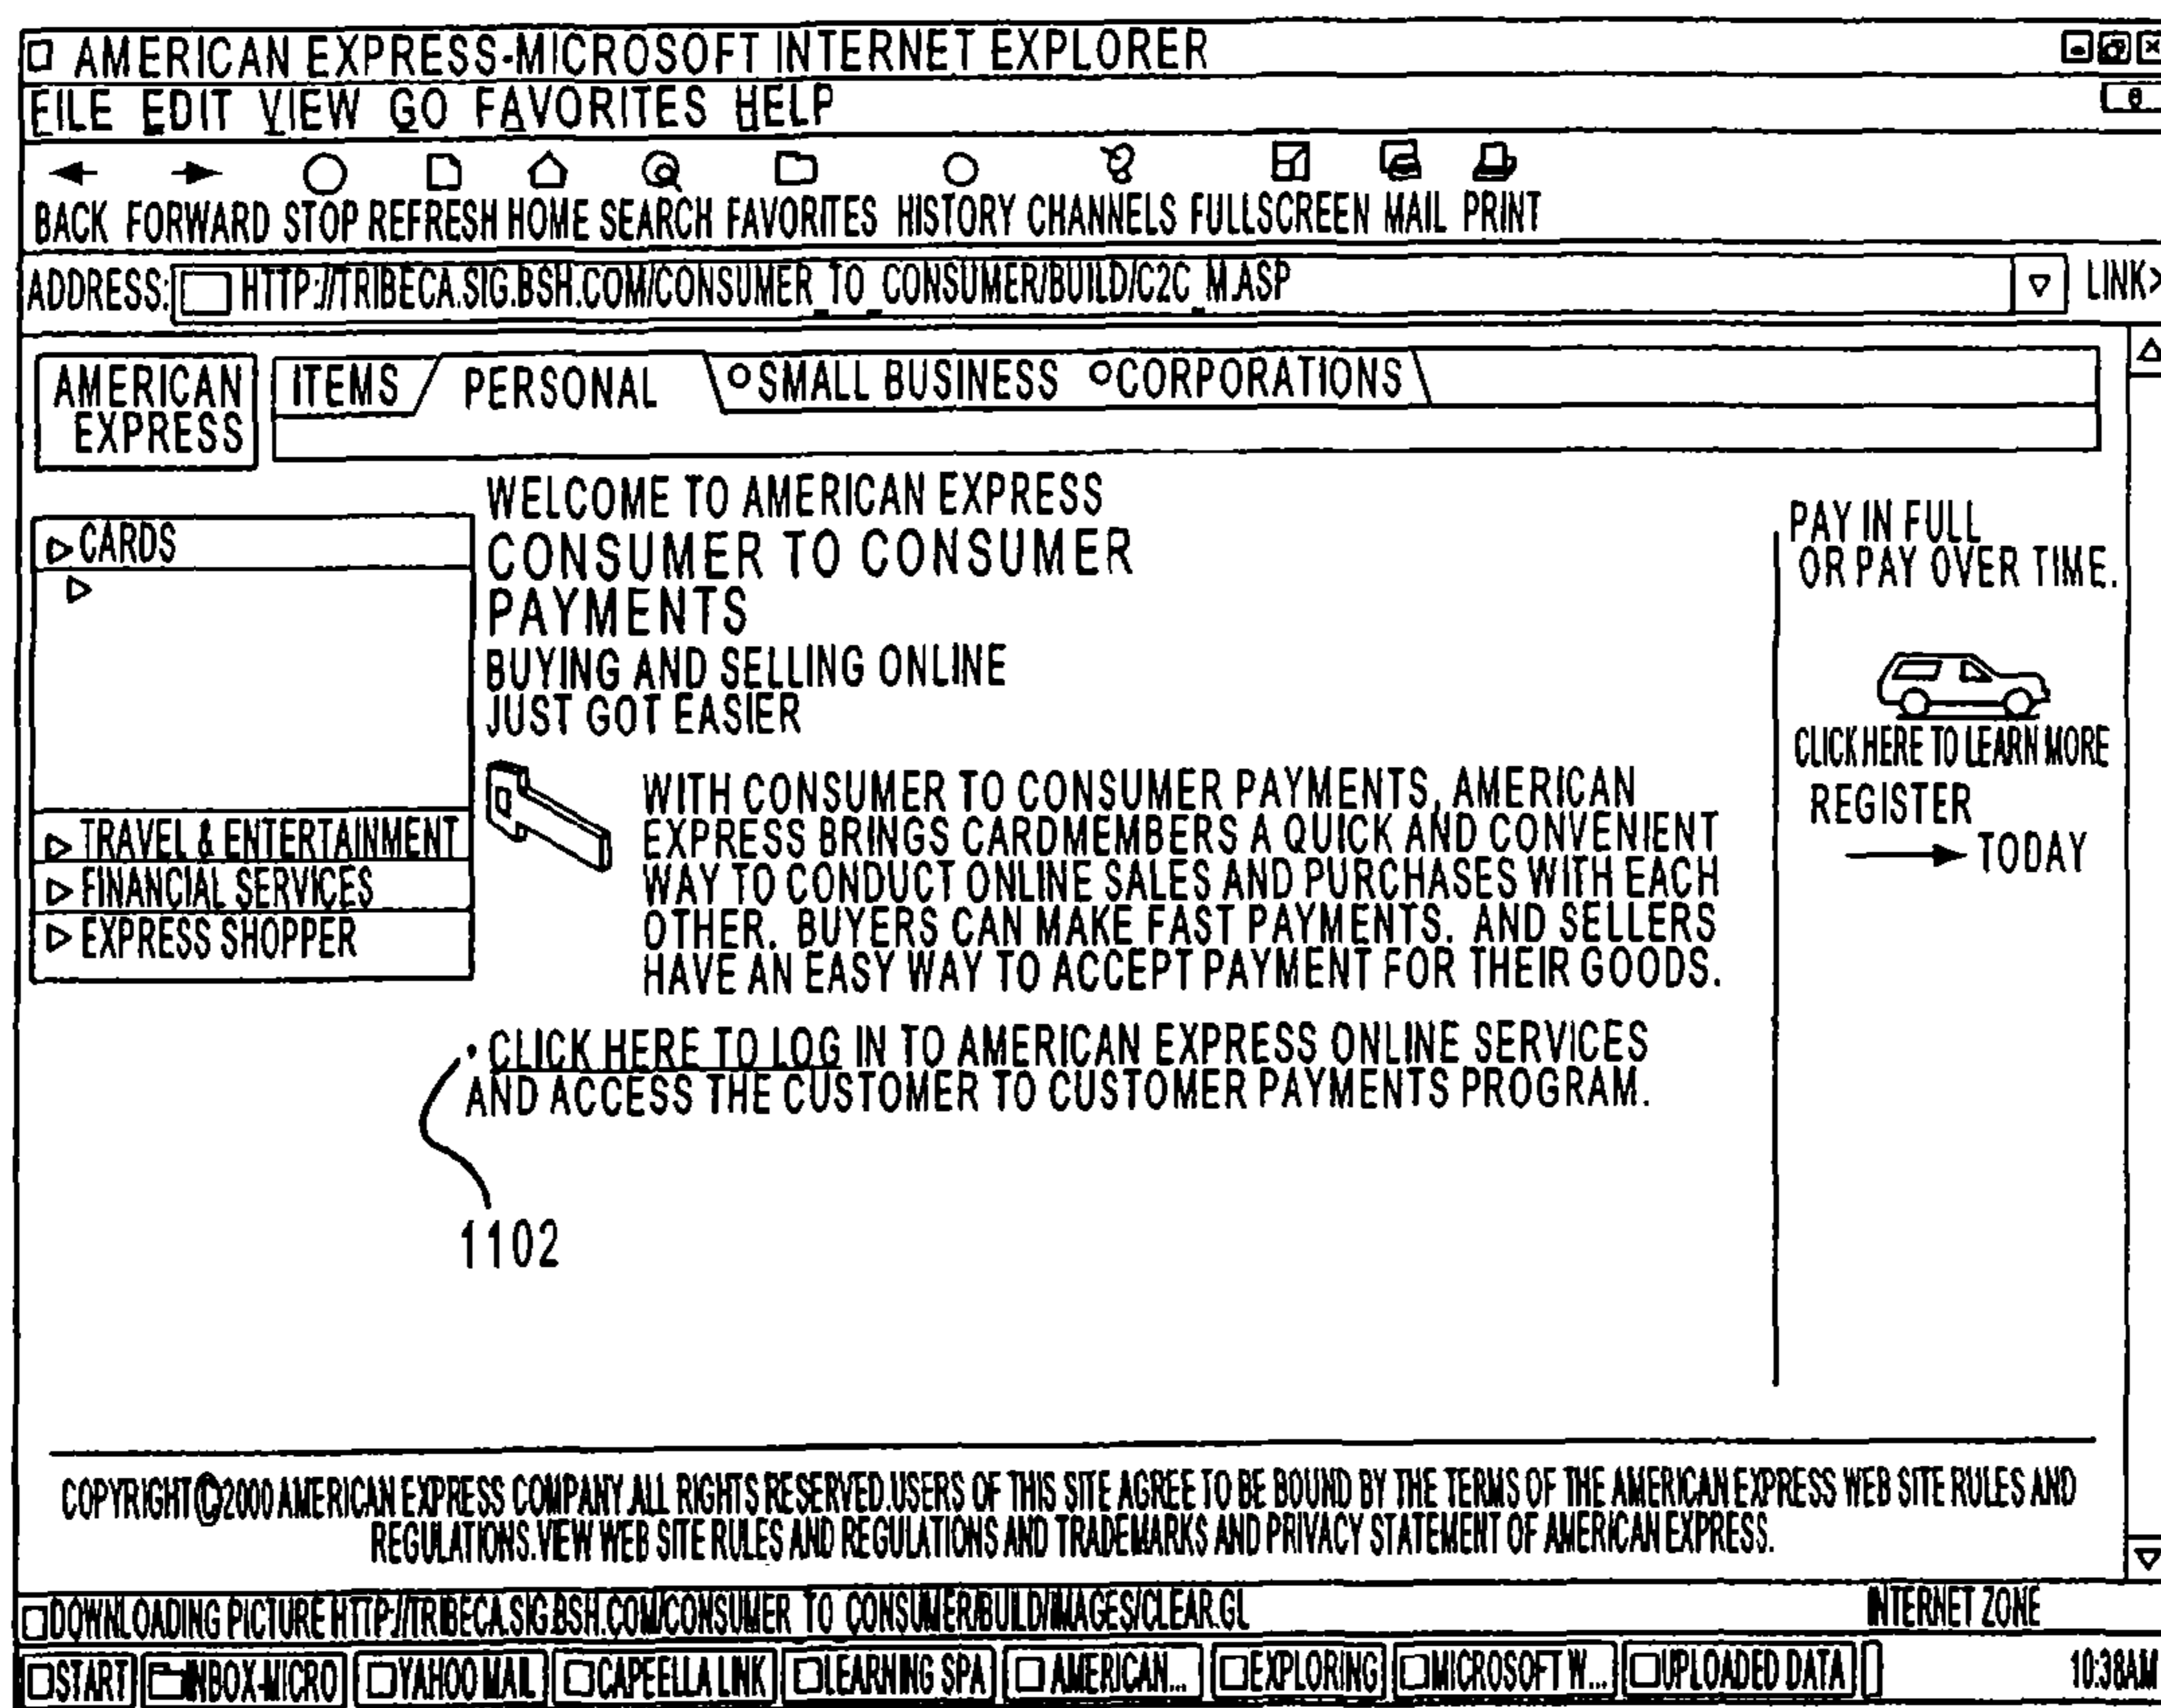 AMERICAN EXPRESS-MICROSOFT INTERNET EXPLORER
FILE EDIT VIEW GO FAVORITES HELP
BACK FORWARD STOP REFRESH HOME SEARCH FAVORITES HISTORY CHANNELS FULLSCREEN MAIL PRINT
ADDRESS: HTTP://TRIBECA.SIG.BSH.COM/CONSUMER_TO_CONSUMER/BUILD/C2C_M.ASP LINK>
AMERICAN
EXPRESS
ITEMS PERSONAL SMALL BUSINESS CORPORATIONS
CARDS
TRAVEL & ENTERTAINMENT
FINANCIAL SERVICES
EXPRESS SHOPPER
WELCOME TO AMERICAN EXPRESS
CONSUMER TO CONSUMER
PAYMENTS
BUYING AND SELLING ONLINE
JUST GOT EASIER
WITH CONSUMER TO CONSUMER PAYMENTS, AMERICAN
EXPRESS BRINGS CARDMEMBERS A QUICK AND CONVENIENT
WAY TO CONDUCT ONLINE SALES AND PURCHASES WITH EACH
OTHER. BUYERS CAN MAKE FAST PAYMENTS. AND SELLERS
HAVE AN EASY WAY TO ACCEPT PAYMENT FOR THEIR GOODS.
• CLICK HERE TO LOG IN TO AMERICAN EXPRESS ONLINE SERVICES
AND ACCESS THE CUSTOMER TO CUSTOMER PAYMENTS PROGRAM.
1102
PAY IN FULL
OR PAY OVER TIME.
CLICK HERE TO LEARN MORE
REGISTER
TODAY
COPYRIGHT©2000 AMERICAN EXPRESS COMPANY.ALL RIGHTS RESERVED.USERS OF THIS SITE AGREE TO BE BOUND BY THE TERMS OF THE AMERICAN EXPRESS WEB SITE RULES AND
REGULATIONS.VIEW WEB SITE RULES AND REGULATIONS AND TRADEMARKS AND PRIVACY STATEMENT OF AMERICAN EXPRESS.
DOWNLOADING PICTURE HTTP://TRIBECA.SIG.BSH.COM/CONSUMER TO CONSUMER/BUILD/IMAGES/CLEAR.GL INTERNET ZONE
START INBOX-MICRO YAHOO MAIL CAPEELLA LINK LEARNING SPA AMERICAN... EXPLORING MICROSOFT W... UPLOADED DATA 10:38AM